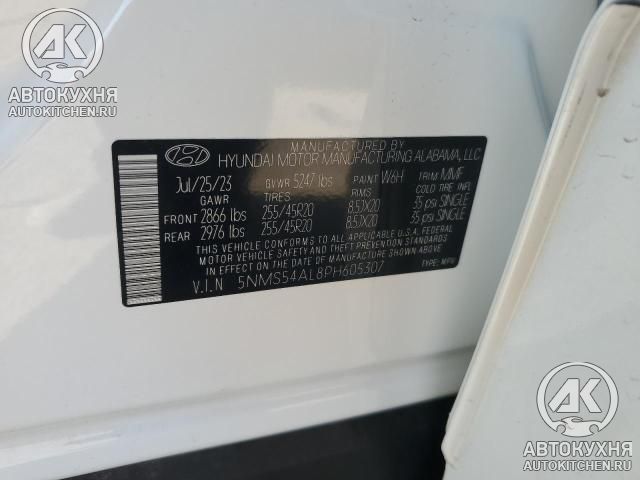 АВТОКУХНЯ
AUTOKITCHEN.RU
MANUFACTURED BY
HYUNDAI MOTOR MANUFACTURING ALABAMA, LLC
Jul/25/23 GVWR 5247 lbs PAINT W6H TRIM MMF
GAWR TIRES RIMS COLD TIRE INFL
FRONT 2866 lbs 255/45R20 8.5JX20 35 psi SINGLE
REAR 2976 lbs 255/45R20 8.5JX20 35 psi SINGLE
THIS VEHICLE CONFORMS TO ALL APPLICABLE U.S.A. FEDERAL
MOTOR VEHICLE SAFETY, BUMPER, AND THEFT PREVENTION
STANDARDS IN EFFECT ON THE DATE OF MANUFACTURE SHOWN ABOVE.
V.I.N 5NMS54AL8PH605307 TYPE: MPV
АК
АВТОКУХНЯ
AUTOKITCHEN.RU